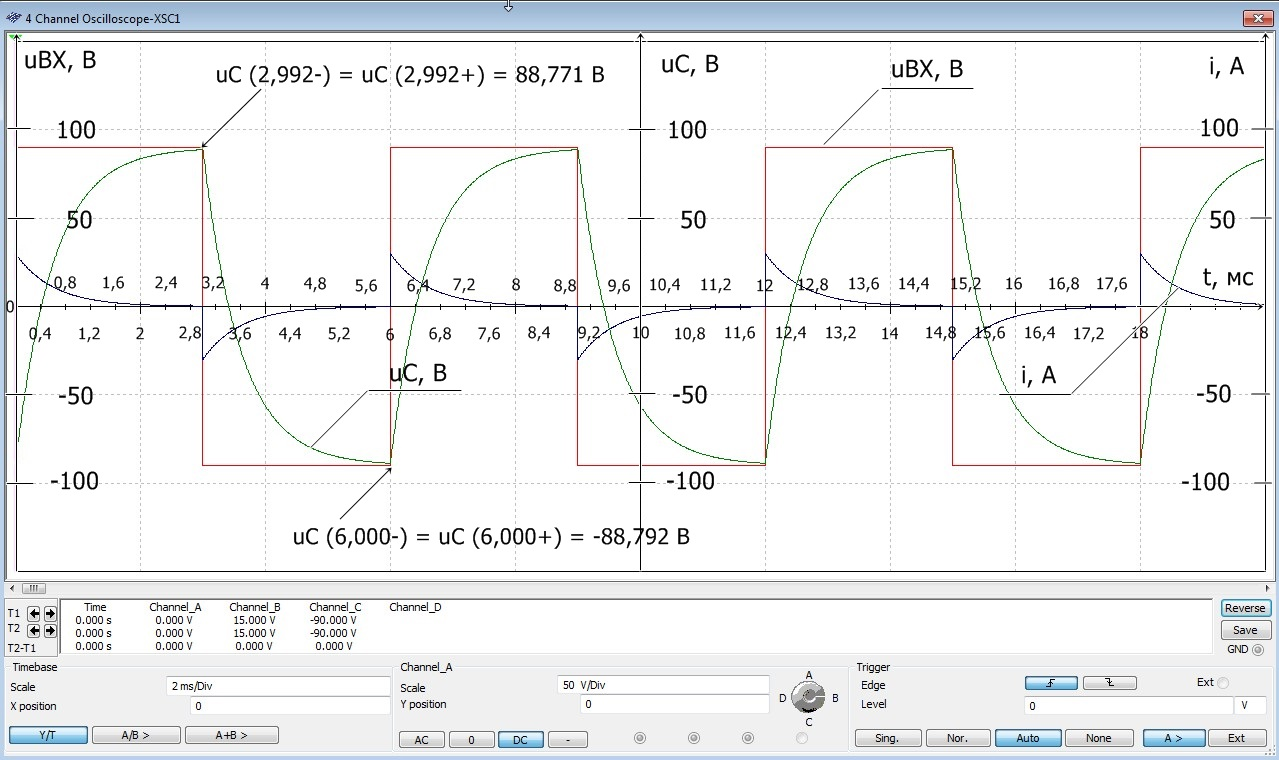 4 Channel Oscilloscope-XSC1
uВХ, В
uC (2,992-) = uC (2,992+) = 88,771 В
uC, В
uВХ, В
i, А
100
100
100
50
50
50
0,8 1,6 2,4 3,2 4 4,8 5,6 6,4 7,2 8 8,8 9,6 10,4 11,2 12 12,8 13,6 14,4 15,2 16 16,8 17,6
t, мс
0
0,4 1,2 2 2,8 3,6 4,4 5,2 6 6,8 7,6 8,4 9,2 10 10,8 11,6 12,4 13,2 14 14,8 15,6 16,4 17,2 18
uC, В
i, А
-50
-50
-50
-100
-100
-100
uC (6,000-) = uC (6,000+) = -88,792 В
T1
T2
T2-T1
Time Channel_A Channel_B Channel_C Channel_D
0.000 s 0.000 V 15.000 V -90.000 V
0.000 s 0.000 V 15.000 V -90.000 V
0.000 s 0.000 V 0.000 V 0.000 V
Reverse
Save
GND
Timebase
Scale 2 ms/Div
X position 0
Y/T A/B > A+B >
Channel_A
Scale 50 V/Div
Y position 0
AC 0 DC -
A
D B
C
Trigger
Edge Ext
Level 0 V
Sing. Nor. Auto None A > Ext